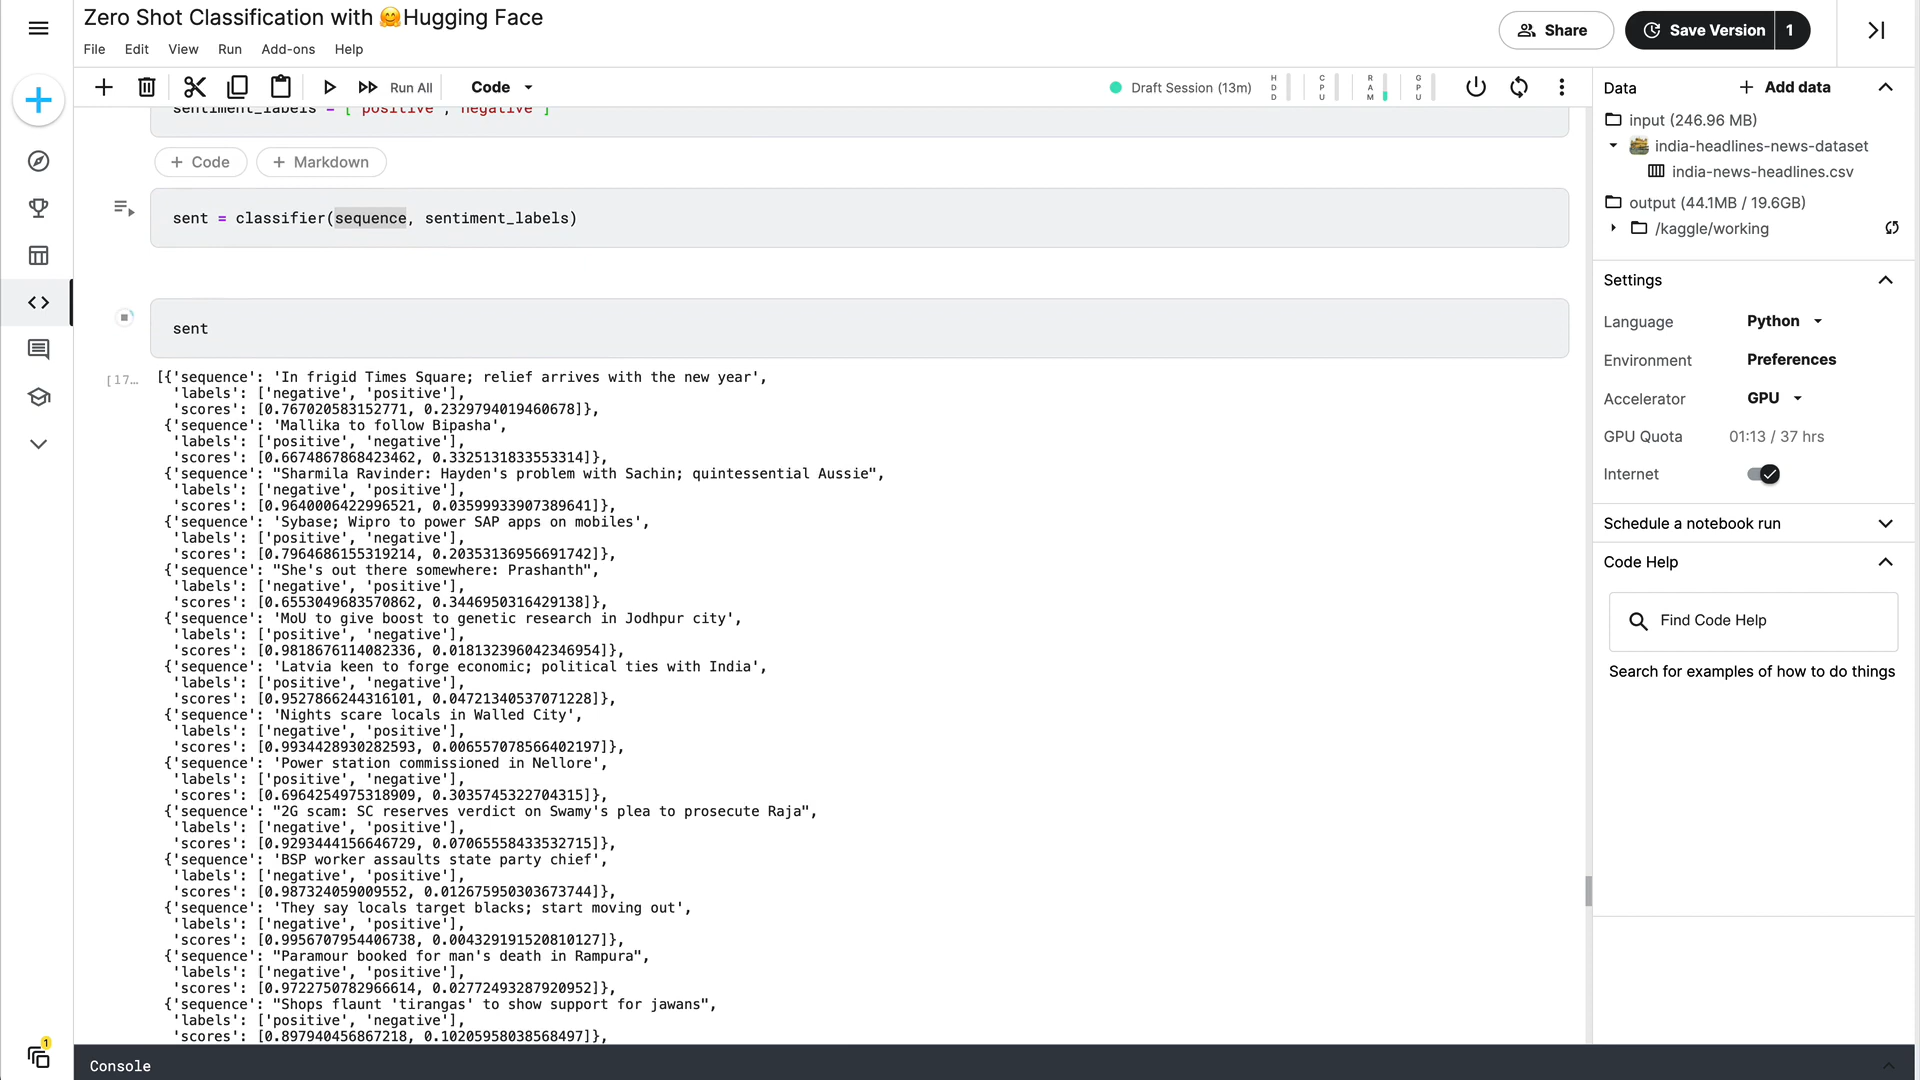 Zero Shot Classification with 🤗Hugging Face
File Edit View Run Add-ons Help
Share
Save Version 1
Run All
Code
Draft Session (13m)
HDD
CPU
RAM
GPU
sentiment_labels = ['positive', 'negative']
+ Code
+ Markdown
sent = classifier(sequence, sentiment_labels)
sent
[17…
[{'sequence': 'In frigid Times Square; relief arrives with the new year',
'labels': ['negative', 'positive'],
'scores': [0.767020583152771, 0.2329794019460678]},
{'sequence': 'Mallika to follow Bipasha',
'labels': ['positive', 'negative'],
'scores': [0.6674867868423462, 0.3325131833553314]},
{'sequence': "Sharmila Ravinder: Hayden's problem with Sachin; quintessential Aussie",
'labels': ['negative', 'positive'],
'scores': [0.9640006422996521, 0.03599933907389641]},
{'sequence': 'Sybase; Wipro to power SAP apps on mobiles',
'labels': ['positive', 'negative'],
'scores': [0.7964686155319214, 0.20353136956691742]},
{'sequence': "She's out there somewhere: Prashanth",
'labels': ['negative', 'positive'],
'scores': [0.6553049683570862, 0.3446950316429138]},
{'sequence': 'MoU to give boost to genetic research in Jodhpur city',
'labels': ['positive', 'negative'],
'scores': [0.9818676114082336, 0.018132396042346954]},
{'sequence': 'Latvia keen to forge economic; political ties with India',
'labels': ['positive', 'negative'],
'scores': [0.9527866244316101, 0.04721340537071228]},
{'sequence': 'Nights scare locals in Walled City',
'labels': ['negative', 'positive'],
'scores': [0.9934428930282593, 0.006557078566402197]},
{'sequence': 'Power station commissioned in Nellore',
'labels': ['positive', 'negative'],
'scores': [0.6964254975318909, 0.3035745322704315]},
{'sequence': "2G scam: SC reserves verdict on Swamy's plea to prosecute Raja",
'labels': ['negative', 'positive'],
'scores': [0.9293444156646729, 0.07065558433532715]},
{'sequence': 'BSP worker assaults state party chief',
'labels': ['negative', 'positive'],
'scores': [0.987324059009552, 0.012675950303673744]},
{'sequence': 'They say locals target blacks; start moving out',
'labels': ['negative', 'positive'],
'scores': [0.9956707954406738, 0.004329191520810127]},
{'sequence': "Paramour booked for man's death in Rampura",
'labels': ['negative', 'positive'],
'scores': [0.9722750782966614, 0.02772493287920952]},
{'sequence': "Shops flaunt 'tirangas' to show support for jawans",
'labels': ['positive', 'negative'],
'scores': [0.897940456867218, 0.10205958038568497]},
Console
1
Data
+ Add data
input (246.96 MB)
india-headlines-news-dataset
india-news-headlines.csv
output (44.1MB / 19.6GB)
/kaggle/working
Settings
Language Python
Environment Preferences
Accelerator GPU
GPU Quota 01:13 / 37 hrs
Internet
Schedule a notebook run
Code Help
Find Code Help
Search for examples of how to do things